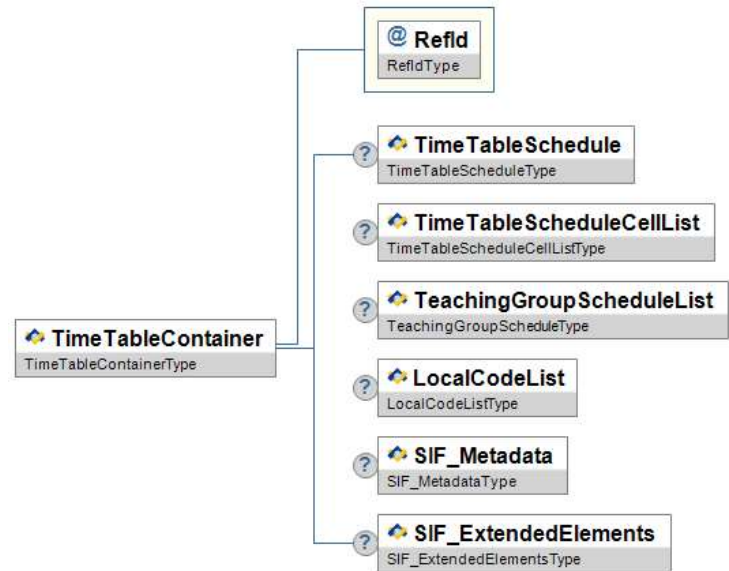 @ RefId
RefIdType
? TimeTableSchedule
TimeTableScheduleType
? TimeTableScheduleCellList
TimeTableScheduleCellListType
? TeachingGroupScheduleList
TeachingGroupScheduleType
TimeTableContainer
TimeTableContainerType
? LocalCodeList
LocalCodeListType
? SIF_Metadata
SIF_MetadataType
? SIF_ExtendedElements
SIF_ExtendedElementsType